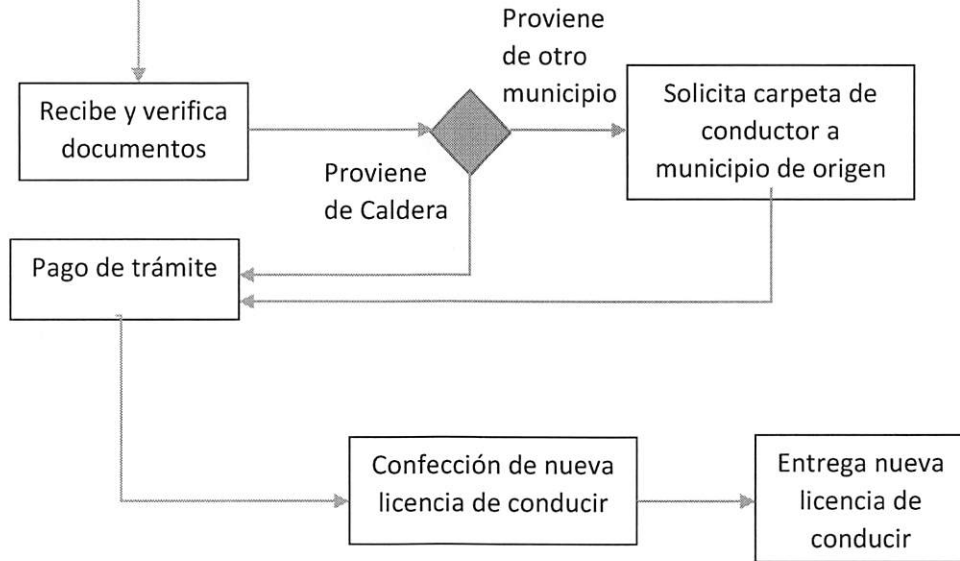 Proviene
de otro
municipio
Recibe y verifica
documentos
Solicita carpeta de
conductor a
municipio de origen
Proviene
de Caldera
Pago de trámite
Confección de nueva
licencia de conducir
Entrega nueva
licencia de
conducir